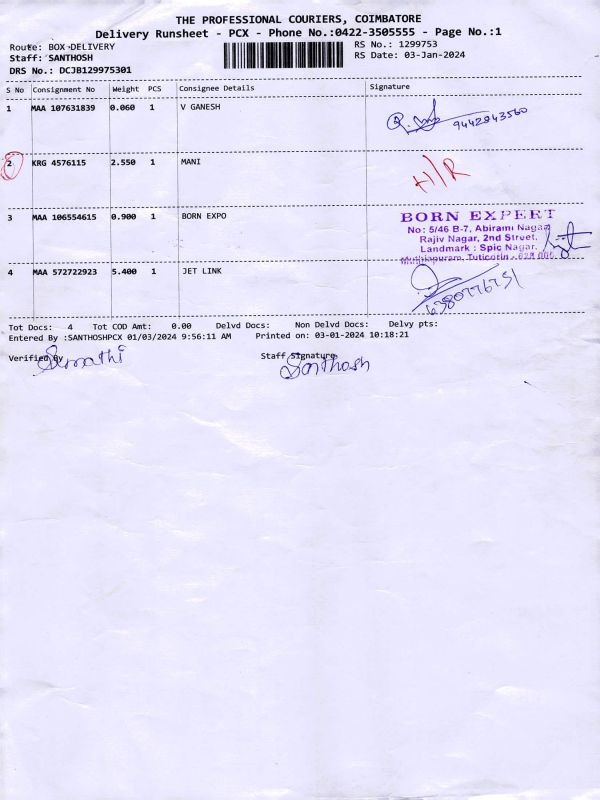 THE PROFESSIONAL COURIERS, COIMBATORE
Delivery Runsheet - PCX - Phone No.:0422-3505555 - Page No.:1
Route: BOX DELIVERY RS No.: 1299753
Staff: SANTHOSH RS Date: 03-Jan-2024
DRS No.: DCJB129975301
S No Consignment No Weight PCS Consignee Details Signature
1 MAA 107631839 0.060 1 V GANESH
9442943560
2 KRG 4576115 2.550 1 MANI
H/R
3 MAA 106554615 0.900 1 BORN EXPO
BORN EXPERT
No: 5/46 B-7, Abirami Nagar
Rajiv Nagar, 2nd Street,
Landmark : Spic Nagar,
Muthiapuram, Tuticorin - 628 005
4 MAA 572722923 5.400 1 JET LINK
6380776751
Tot Docs: 4 Tot COD Amt: 0.00 Delvd Docs: Non Delvd Docs: Delvy pts:
Entered By :SANTHOSHPCX 01/03/2024 9:56:11 AM Printed on: 03-01-2024 10:18:21
Verified By Staff Signature
Sumathi Santhosh